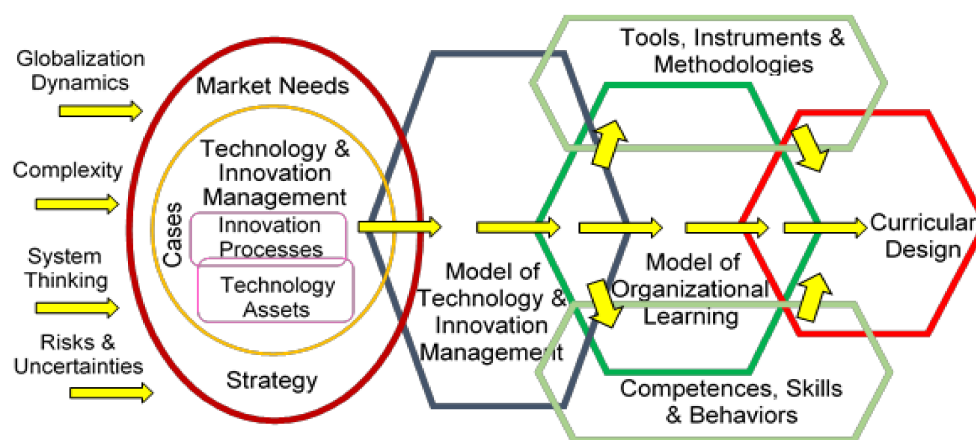 Globalization
Dynamics
Complexity
System
Thinking
Risks &
Uncertainties
Market Needs
Cases
Technology &
Innovation
Management
Innovation
Processes
Technology
Assets
Strategy
Model of
Technology &
Innovation
Management
Tools, Instruments &
Methodologies
Model of
Organizational
Learning
Competences, Skills
& Behaviors
Curricular
Design